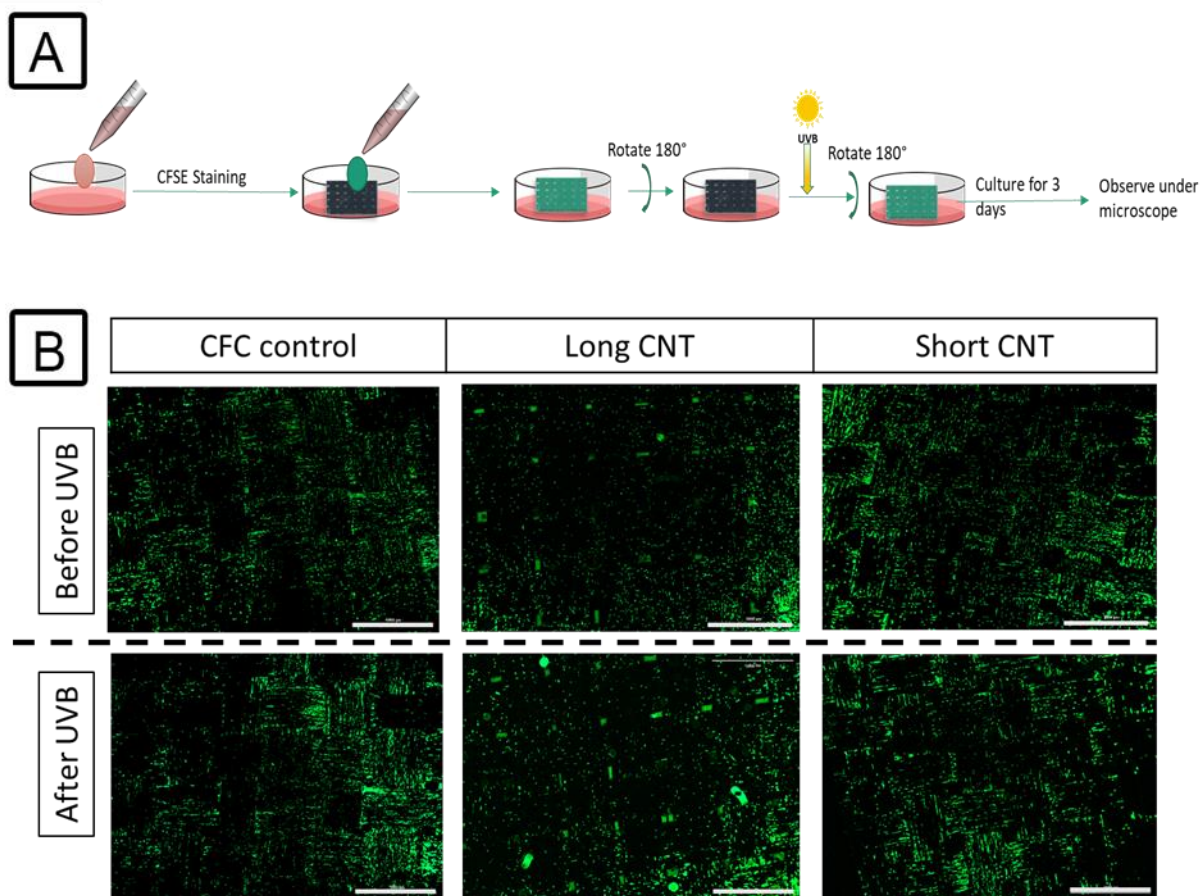 A
CFSE Staining
Rotate 180°
UVB
Rotate 180°
Culture for 3
days
Observe under
microscope
B
CFC control
Long CNT
Short CNT
Before UVB
After UVB